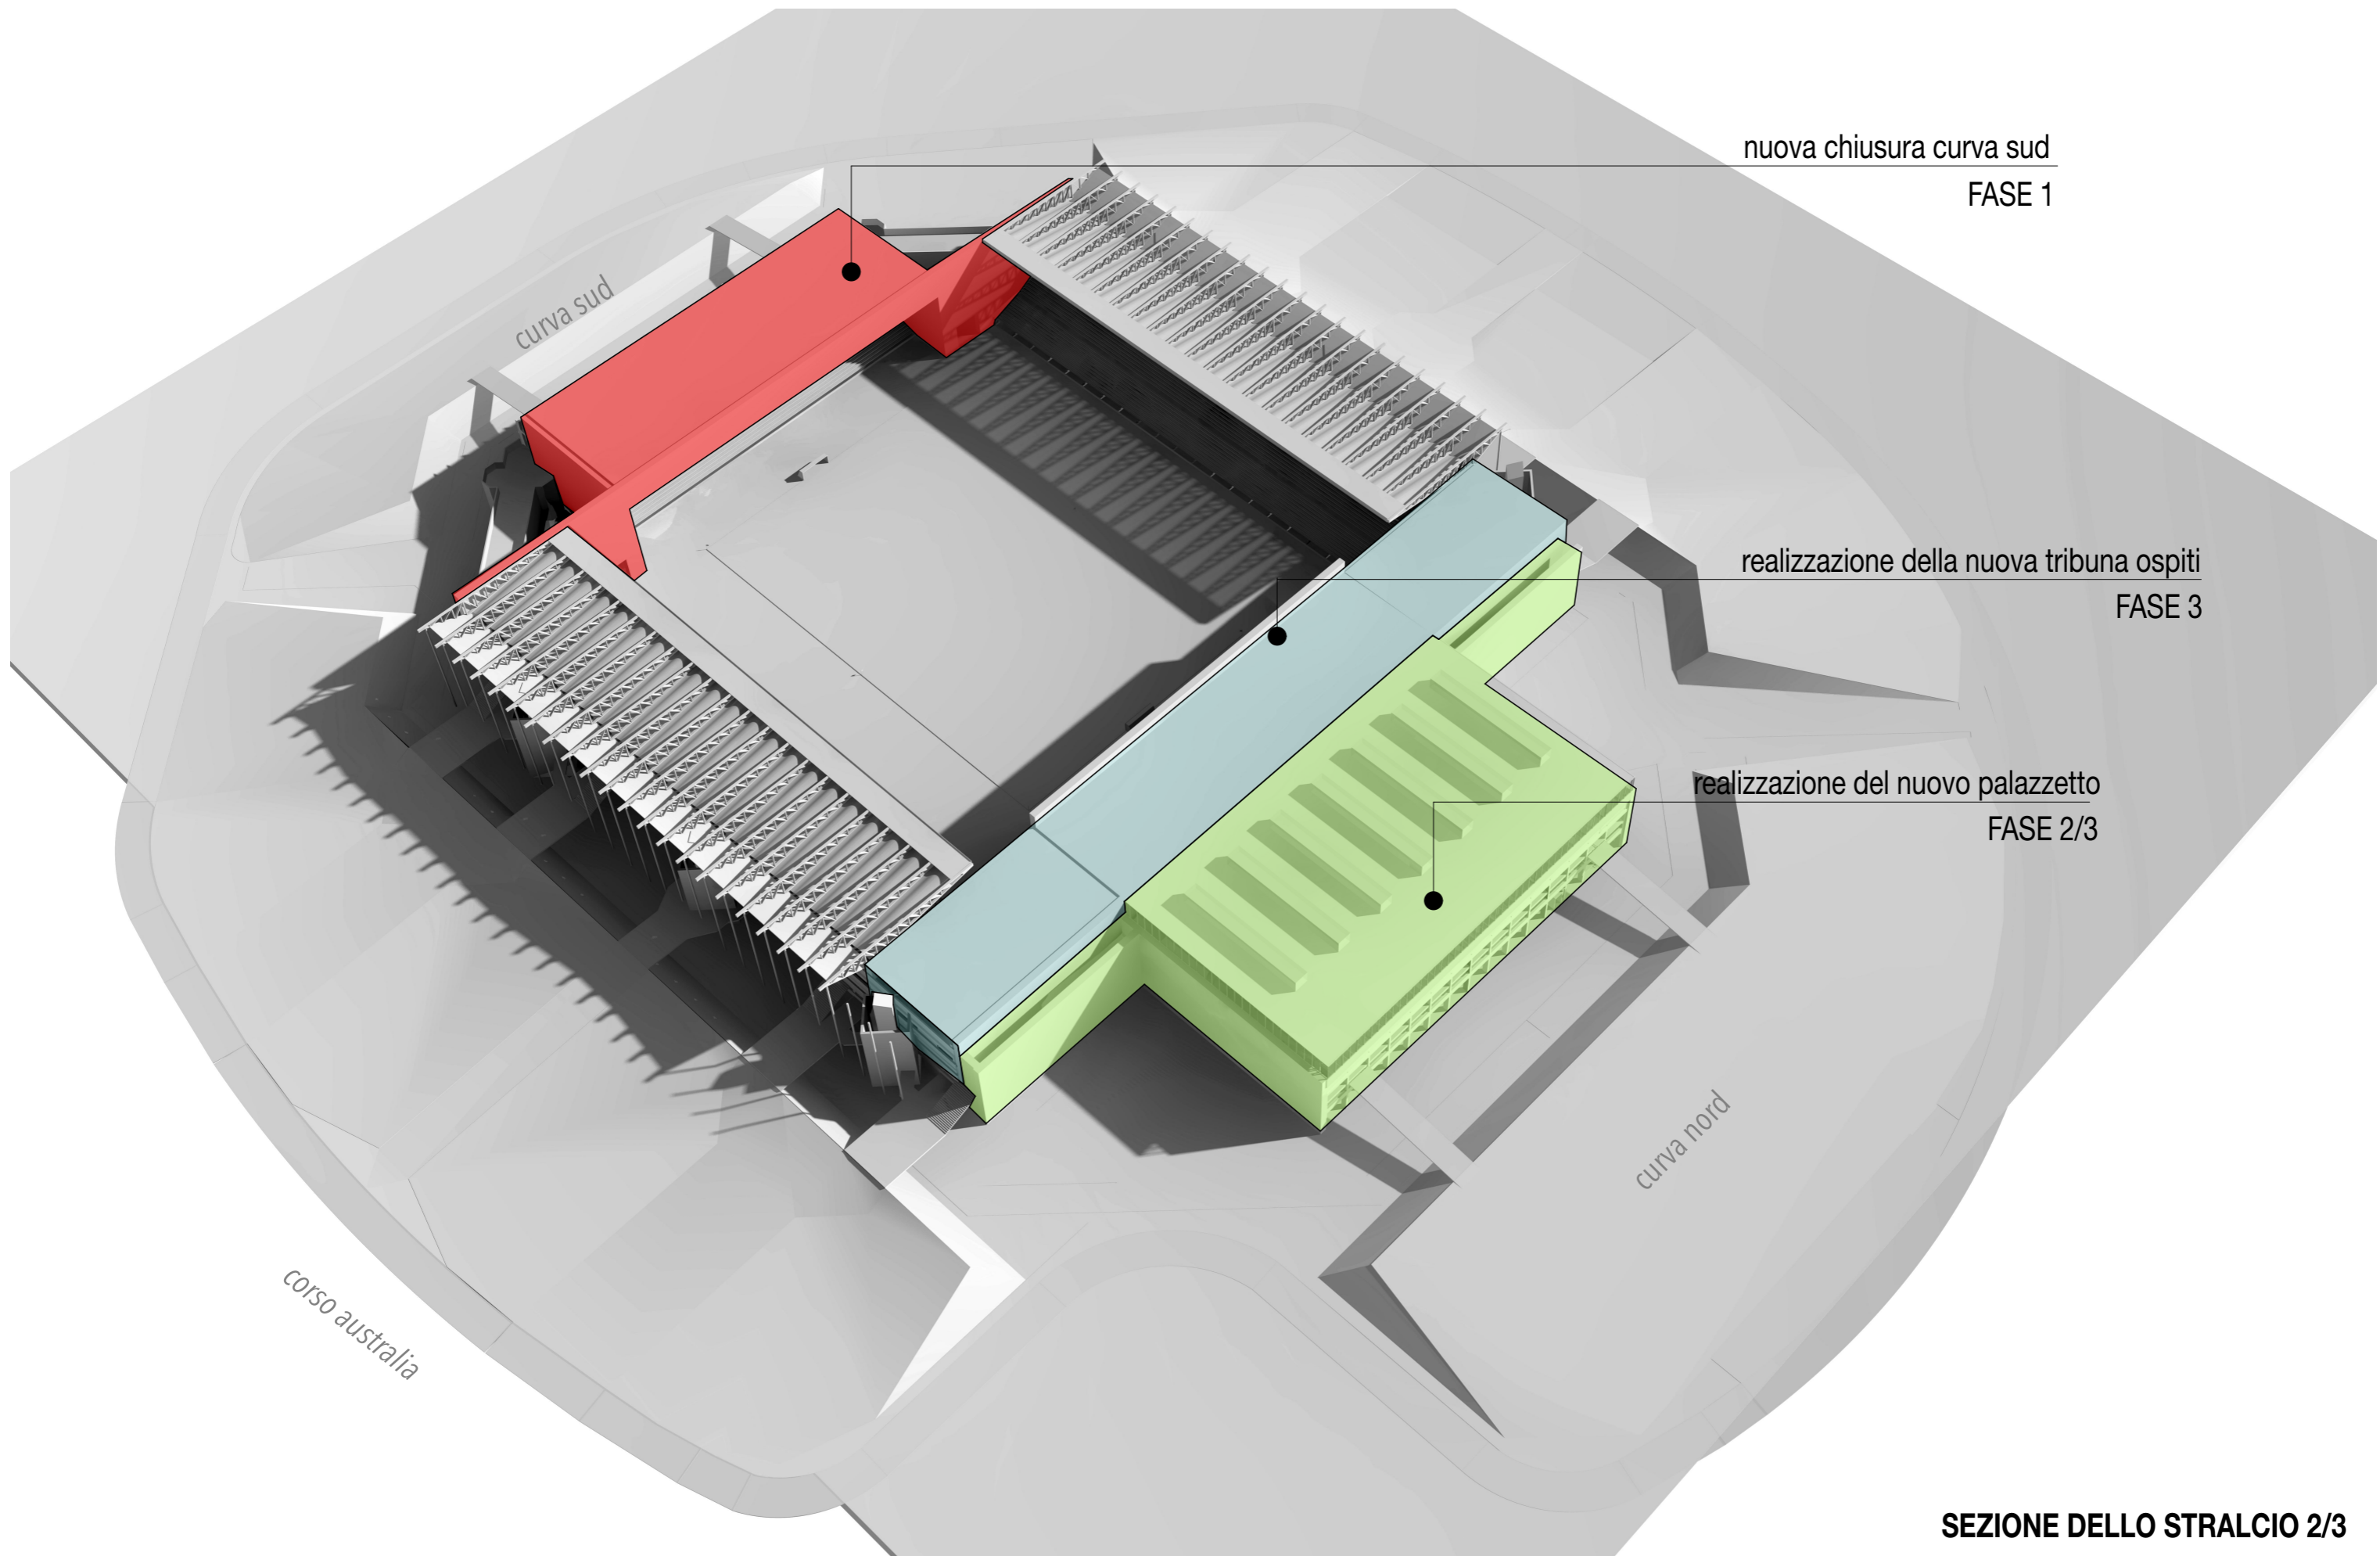 nuova chiusura curva sud
FASE 1
curva sud
realizzazione della nuova tribuna ospiti
FASE 3
realizzazione del nuovo palazzetto
FASE 2/3
curva nord
corso australia
SEZIONE DELLO STRALCIO 2/3